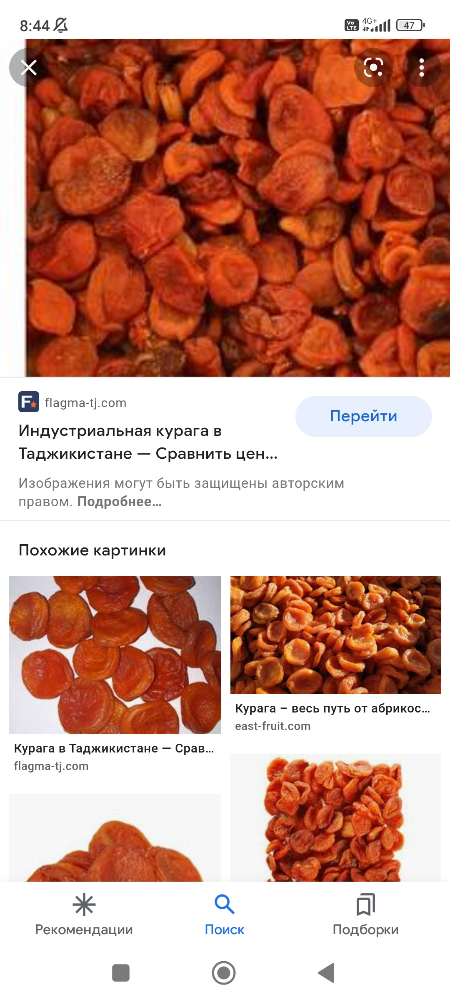 8:44
Vo LTE 4G+ 47
flagma-tj.com
Перейти
Индустриальная курага в
Таджикистане — Сравнить цен...
Изображения могут быть защищены авторским
правом. Подробнее...
Похожие картинки
Курага в Таджикистане — Срав...
flagma-tj.com
Курага – весь путь от абрикос...
east-fruit.com
Рекомендации
Поиск
Подборки